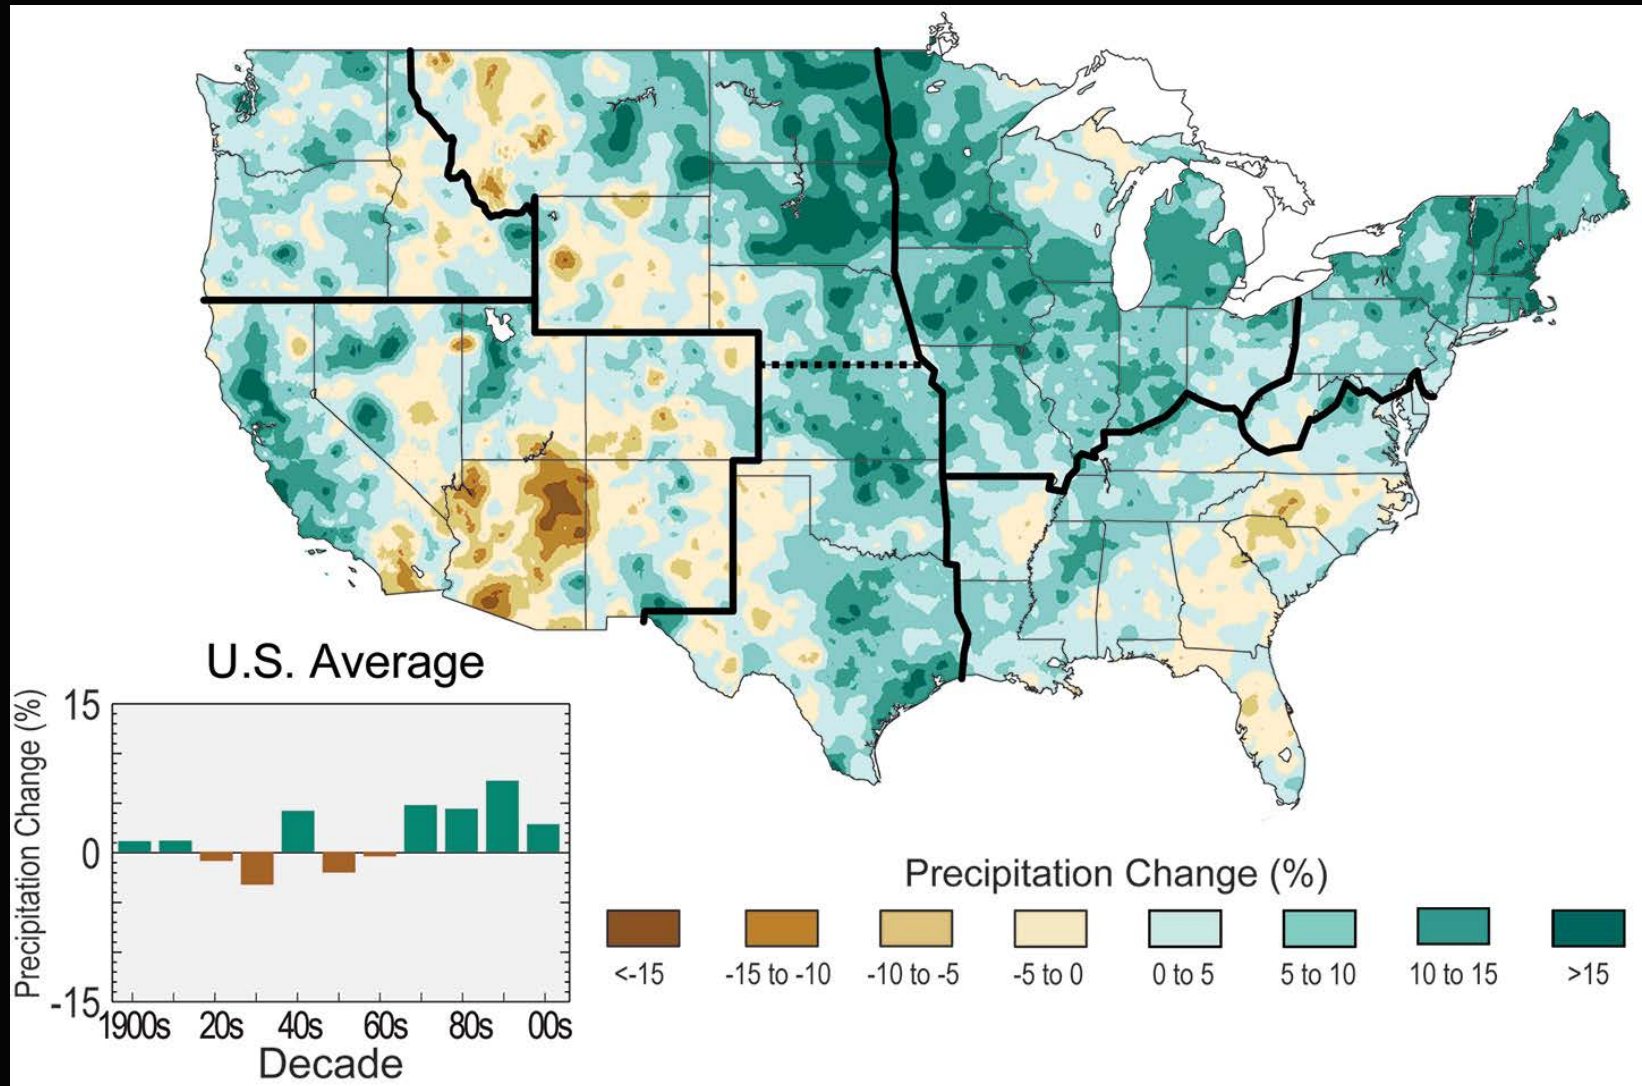 U.S. Average
Precipitation Change (%)
15
0
-15
1900s 20s 40s 60s 80s 00s
Decade
Precipitation Change (%)
<-15 -15 to -10 -10 to -5 -5 to 0 0 to 5 5 to 10 10 to 15 >15